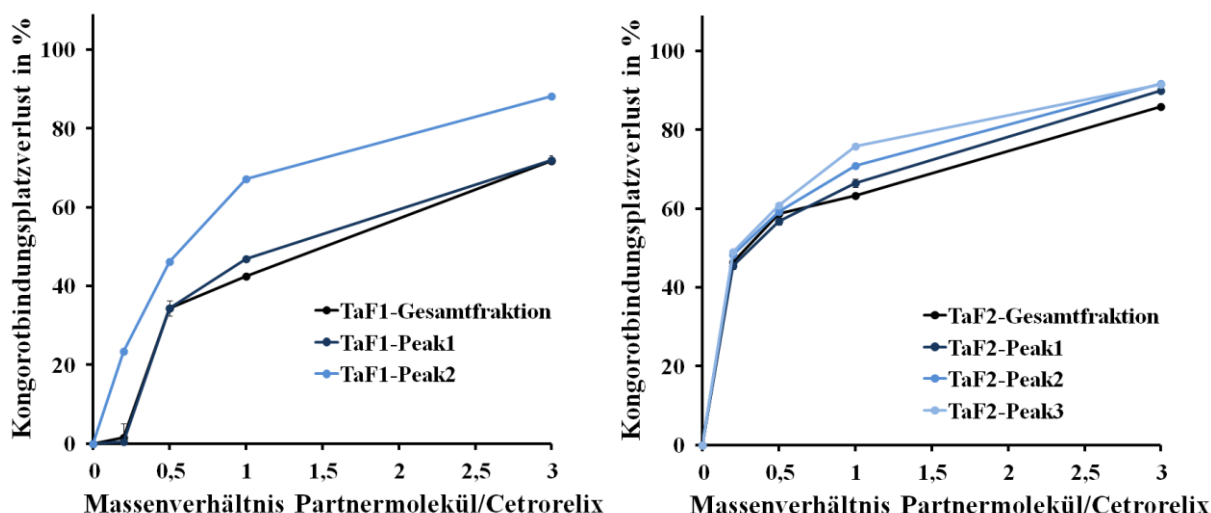 Kongorotbindungsplatzverlust in %
100
80
60
40
20
0
0 0,5 1 1,5 2 2,5 3
Massenverhältnis Partnermolekül/Cetrorelix
TaF1-Gesamtfraktion
TaF1-Peak1
TaF1-Peak2
Kongorotbindungsplatzverlust in %
100
80
60
40
20
0
0 0,5 1 1,5 2 2,5 3
Massenverhältnis Partnermolekül/Cetrorelix
TaF2-Gesamtfraktion
TaF2-Peak1
TaF2-Peak2
TaF2-Peak3